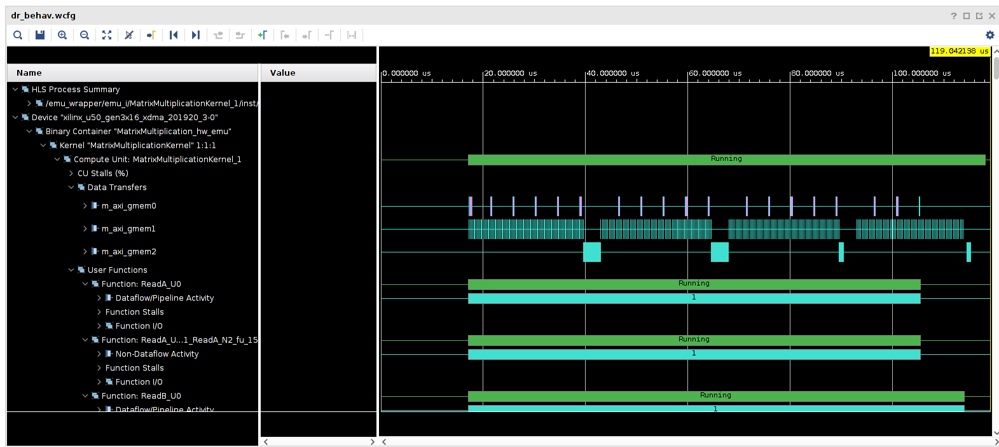 dr_behav.wcfg
119.042138 us
Name
Value
0.000000 us
20.000000 us
40.000000 us
60.000000 us
80.000000 us
100.000000 us
HLS Process Summary
/emu_wrapper/emu_i/MatrixMultiplicationKernel_1/inst/
Device "xilinx_u50_gen3x16_xdma_201920_3-0"
Binary Container "MatrixMultiplication_hw_emu"
Kernel "MatrixMultiplicationKernel" 1:1:1
Compute Unit: MatrixMultiplicationKernel_1
Running
CU Stalls (%)
Data Transfers
m_axi_gmem0
m_axi_gmem1
m_axi_gmem2
User Functions
Function: ReadA_U0
Running
Dataflow/Pipeline Activity
1
Function Stalls
Function I/O
Function: ReadA_U...1_ReadA_N2_fu_15
Running
Non-Dataflow Activity
1
Function Stalls
Function I/O
Function: ReadB_U0
Running
Dataflow/Pipeline Activity
1